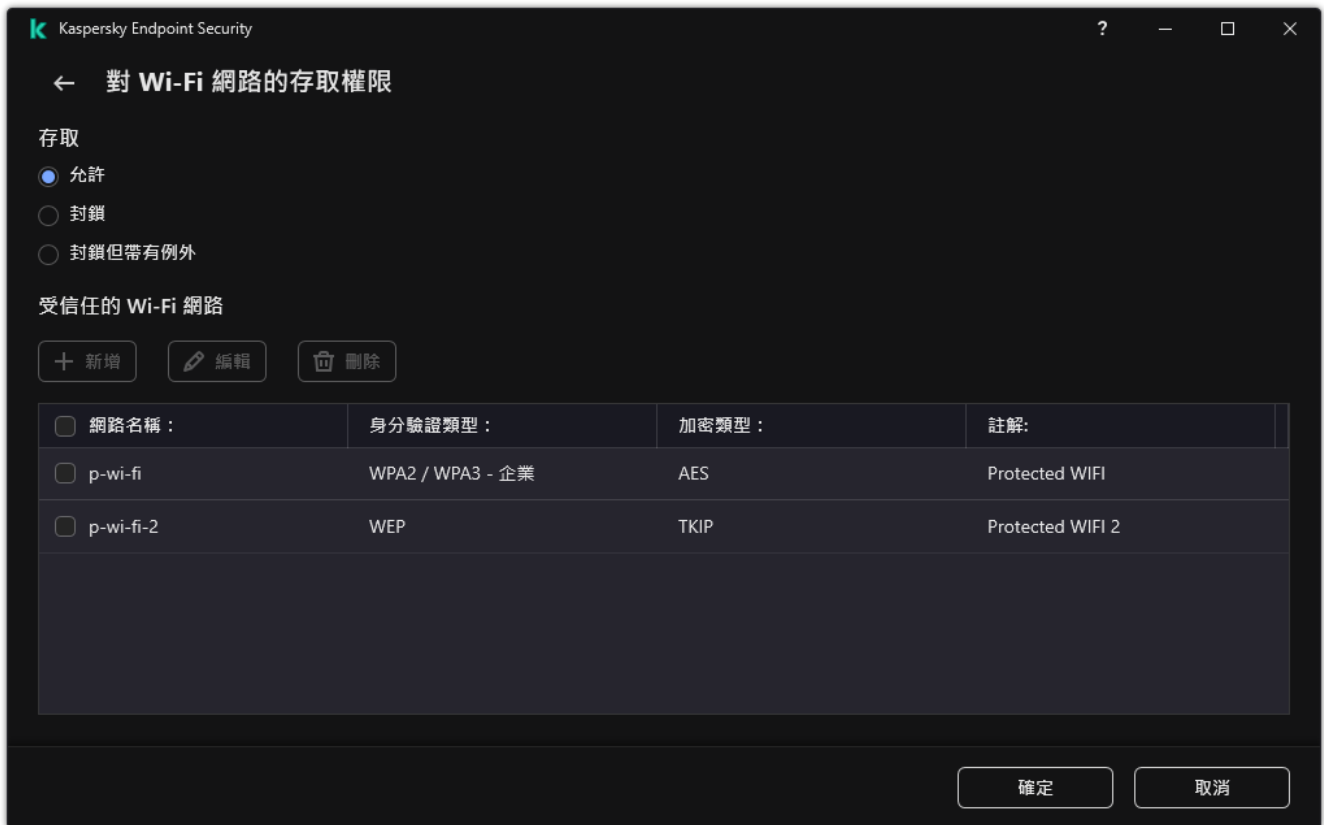 Kaspersky Endpoint Security
對 Wi-Fi 網路的存取權限
存取
允許
封鎖
封鎖但帶有例外
受信任的 Wi-Fi 網路
新增 編輯 刪除
網路名稱： 身分驗證類型： 加密類型： 註解:
p-wi-fi WPA2 / WPA3 - 企業 AES Protected WIFI
p-wi-fi-2 WEP TKIP Protected WIFI 2
確定 取消